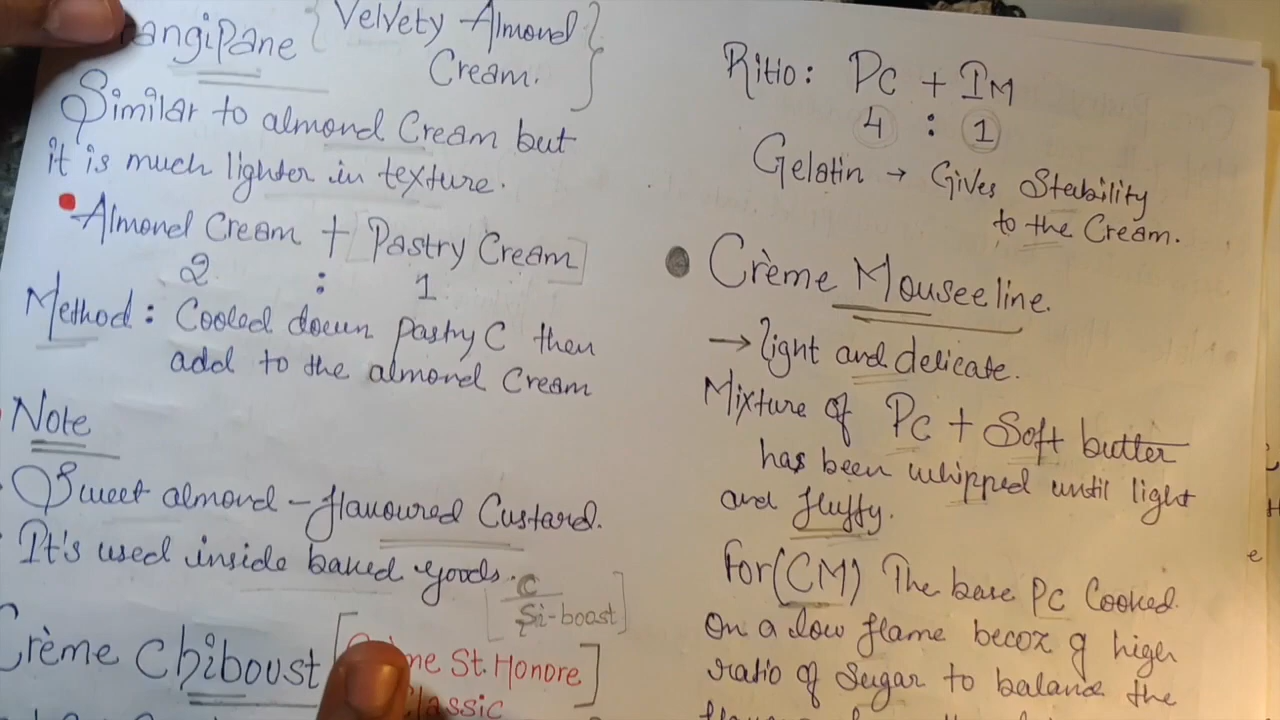 angipane { Velvety Almond
Cream. }
Similar to almond Cream but
it is much lighter in texture.
Almond Cream + Pastry Cream
2 : 1
Method : Cooled down pastry C then
add to the almond Cream
Note
Sweet almond - flavoured Custard.
It's used inside baked goods.
[C
Si-boast]
Crème Chiboust [me St. Honore
Classic]
Ritio : PC + IM
4 : 1
Gelatin → Gives Stability
to the Cream.
Crème Mouseeline.
→ light and delicate.
Mixture of PC + Soft butter
has been whipped until light
and fluffy.
For (CM) The base PC Cooked
on a low flame becoz of higer
ratio of Sugar to balance the